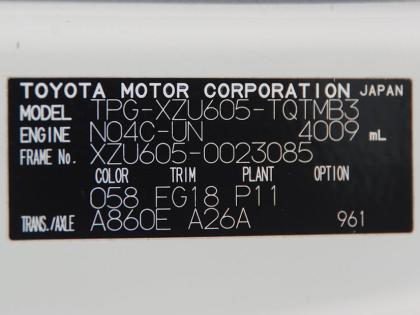 TOYOTA MOTOR CORPORATION JAPAN
MODEL TPG-XZU605-TQTMB3
ENGINE N04C-UN 4009 mL
FRAME No. XZU605-0023085
COLOR TRIM PLANT OPTION
058 FG18 P11
TRANS./AXLE A860E A26A 961